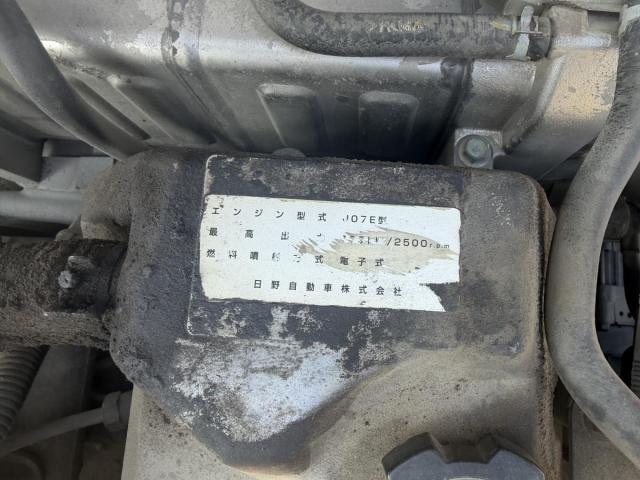 エンジン型式 J07E型
最高出 /2500r.p.m
燃料噴 式 電子式
日野自動車株式会社